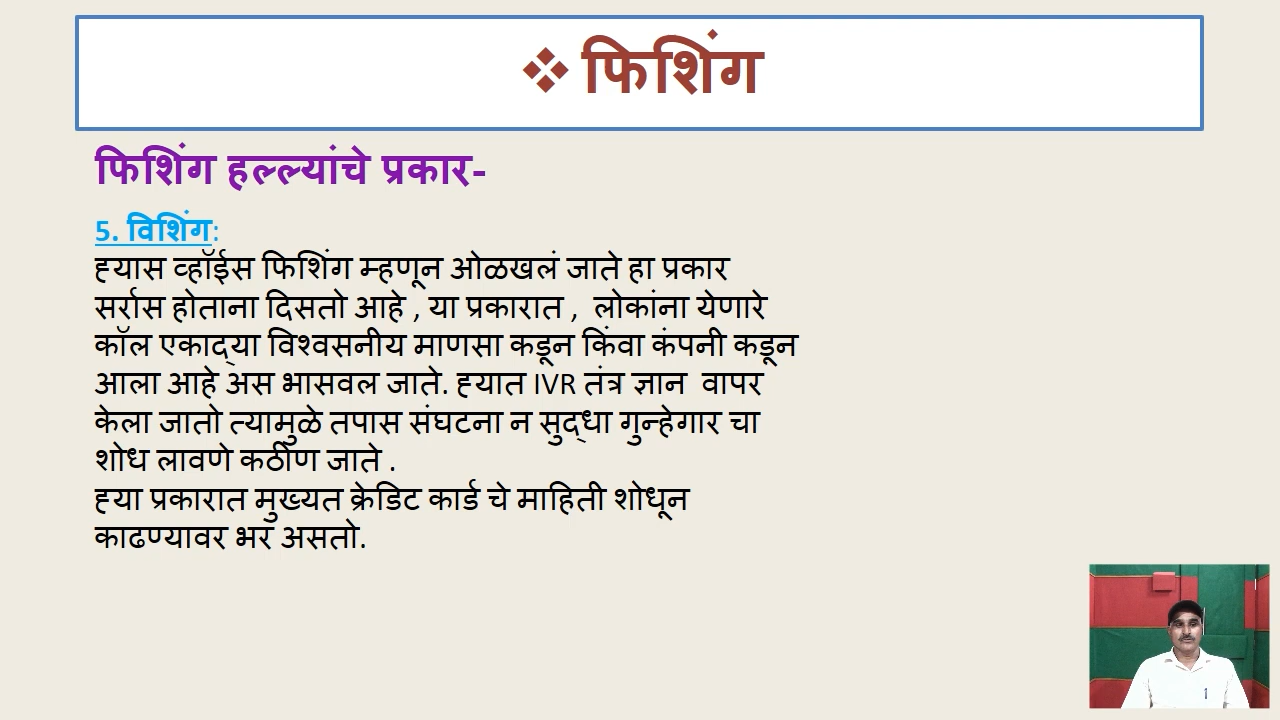 ❖ फिशिंग
फिशिंग हल्ल्यांचे प्रकार-
5. विशिंग:
ह्यास व्हॉईस फिशिंग म्हणून ओळखलं जाते हा प्रकार
सर्रास होताना दिसतो आहे , या प्रकारात , लोकांना येणारे
कॉल एकाद्या विश्वसनीय माणसा कडून किंवा कंपनी कडून
आला आहे अस भासवल जाते. ह्यात IVR तंत्र ज्ञान वापर
केला जातो त्यामुळे तपास संघटना न सुद्धा गुन्हेगार चा
शोध लावणे कठीण जाते .
ह्या प्रकारात मुख्यत क्रेडिट कार्ड चे माहिती शोधून
काढण्यावर भर असतो.